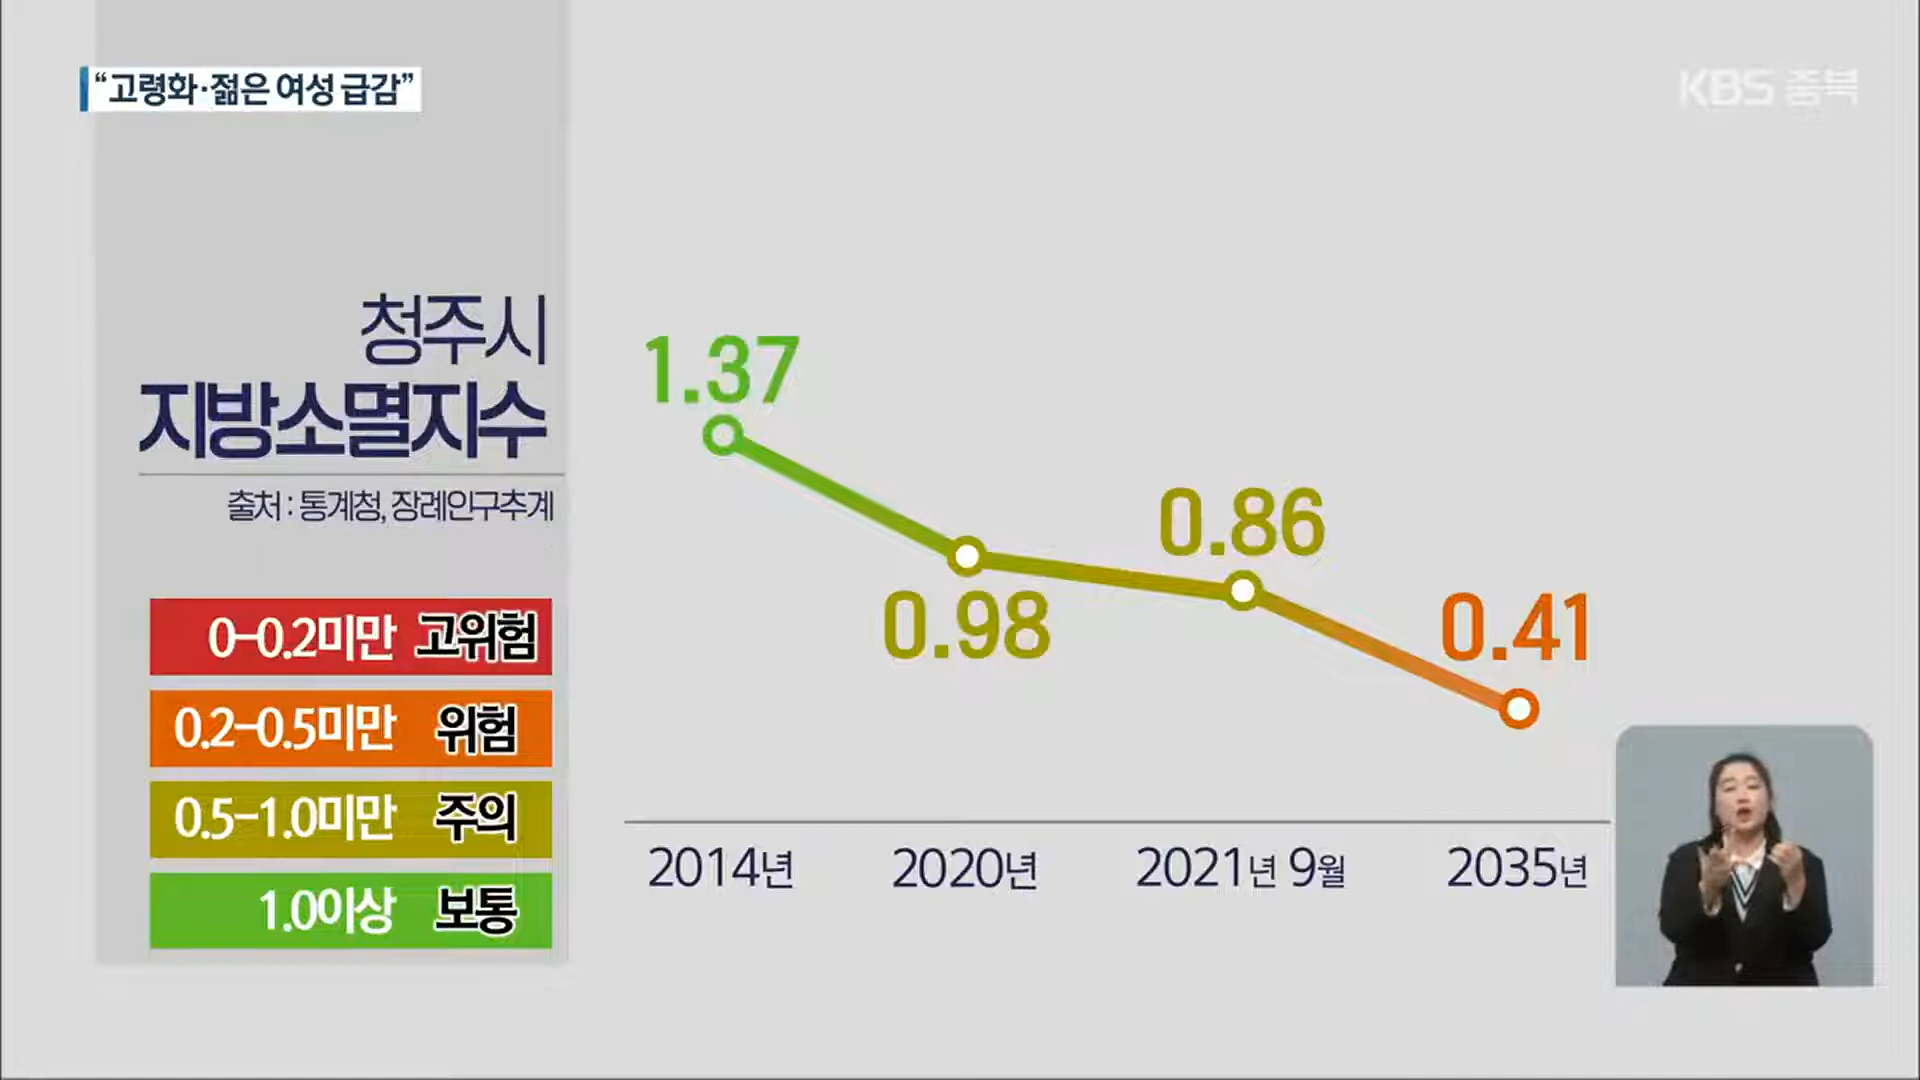 “고령화·젊은 여성 급감”
KBS 충북
청주시
지방소멸지수
출처 : 통계청, 장례인구추계
0-0.2미만 고위험
0.2-0.5미만 위험
0.5-1.0미만 주의
1.0이상 보통
1.37
0.98
0.86
0.41
2014년
2020년
2021년 9월
2035년